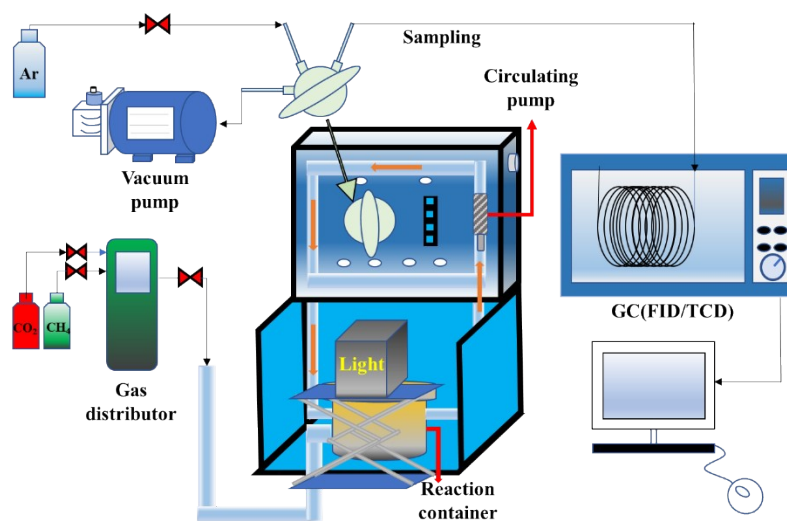 Ar
Sampling
Circulating
pump
Vacuum
pump
CO₂
CH₄
Gas
distributor
Light
GC(FID/TCD)
Reaction
container